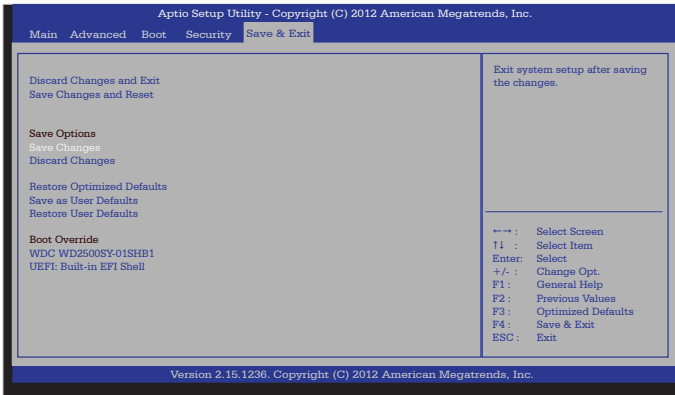 Aptio Setup Utility - Copyright (C) 2012 American Megatrends, Inc.
Main Advanced Boot Security Save & Exit
Discard Changes and Exit
Save Changes and Reset
Save Options
Save Changes
Discard Changes
Restore Optimized Defaults
Save as User Defaults
Restore User Defaults
Boot Override
WDC WD2500SY-01SHB1
UEFI: Built-in EFI Shell
Exit system setup after saving
the changes.
←→ : Select Screen
↑↓ : Select Item
Enter: Select
+/- : Change Opt.
F1 : General Help
F2 : Previous Values
F3 : Optimized Defaults
F4 : Save & Exit
ESC : Exit
Version 2.15.1236. Copyright (C) 2012 American Megatrends, Inc.